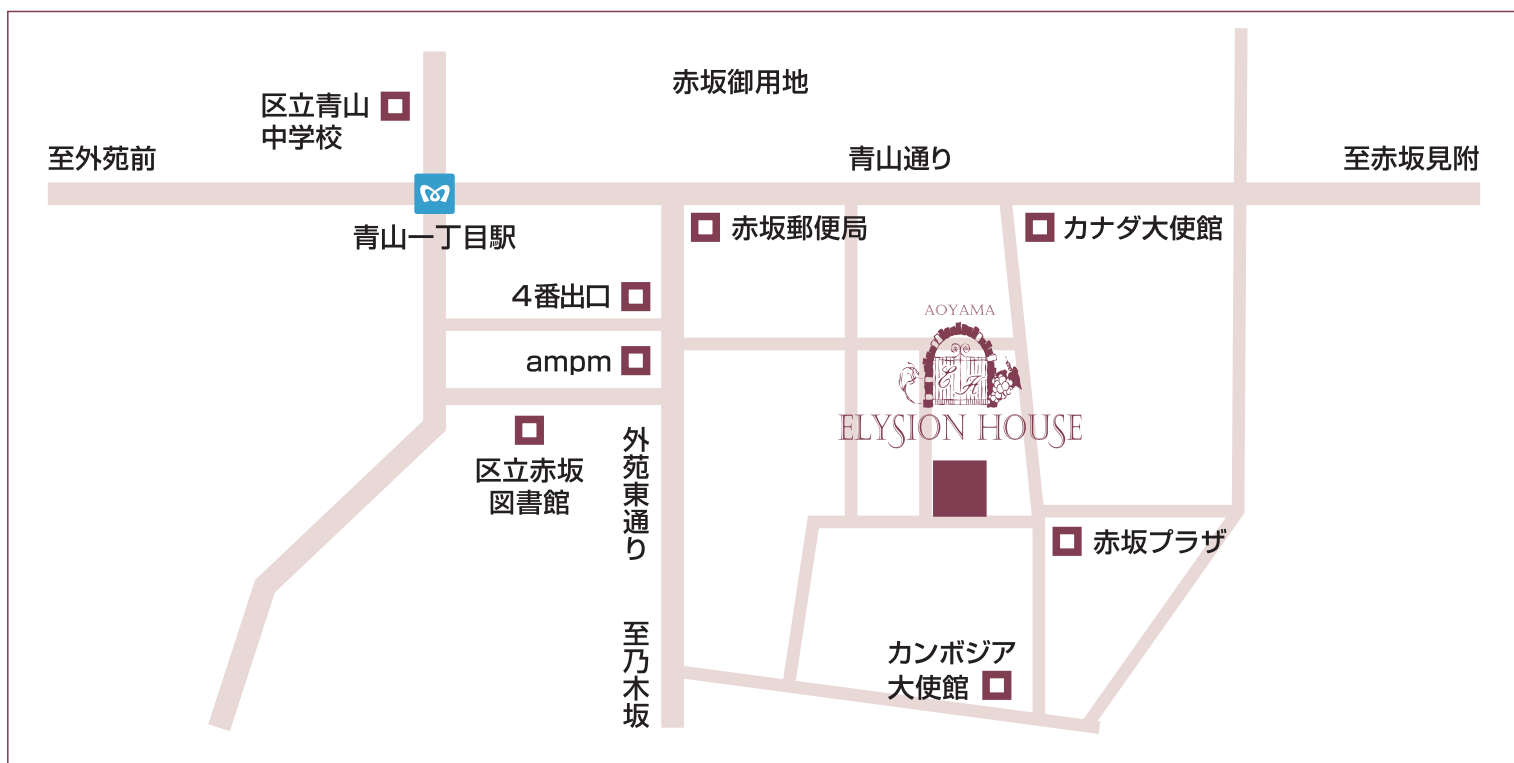 赤坂御用地
区立青山
中学校
至外苑前
青山通り
至赤坂見附
青山一丁目駅
赤坂郵便局
カナダ大使館
4番出口
AOYAMA
ampm
E H
ELYSION HOUSE
外苑東通り
区立赤坂
図書館
赤坂プラザ
至乃木坂
カンボジア
大使館